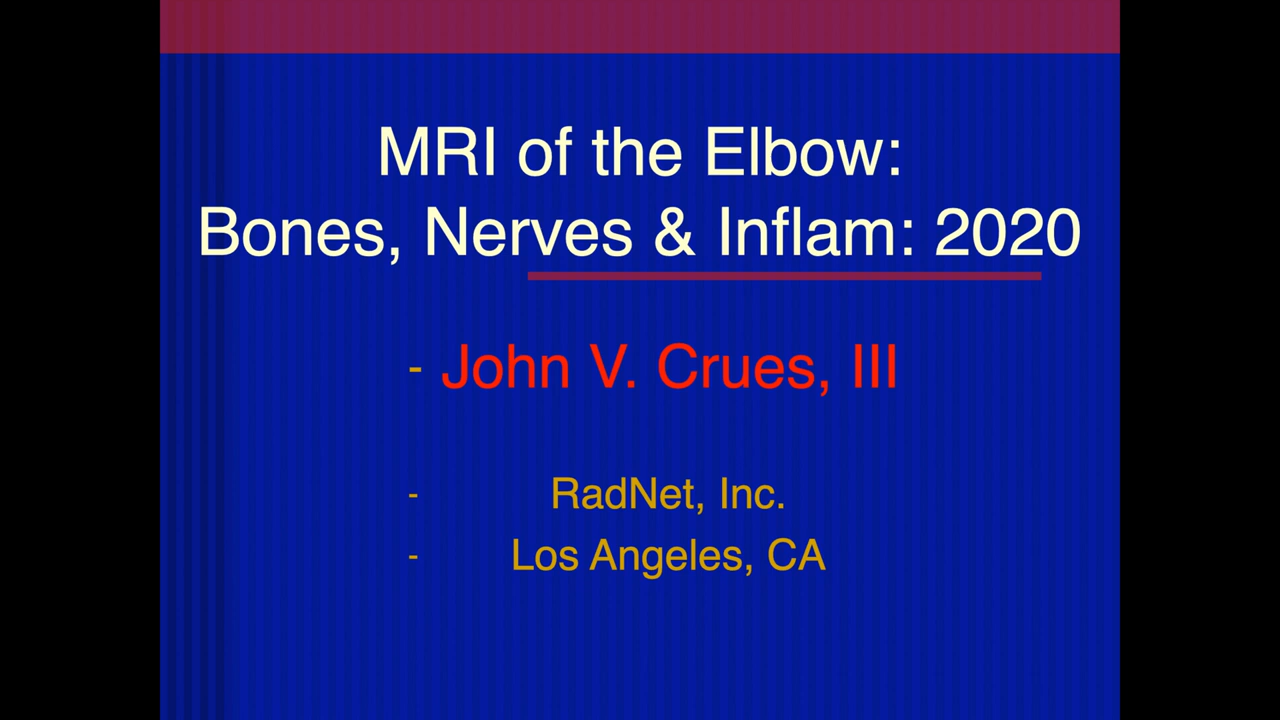 MRI of the Elbow:
Bones, Nerves & Inflam: 2020
- John V. Crues, III
- RadNet, Inc.
- Los Angeles, CA